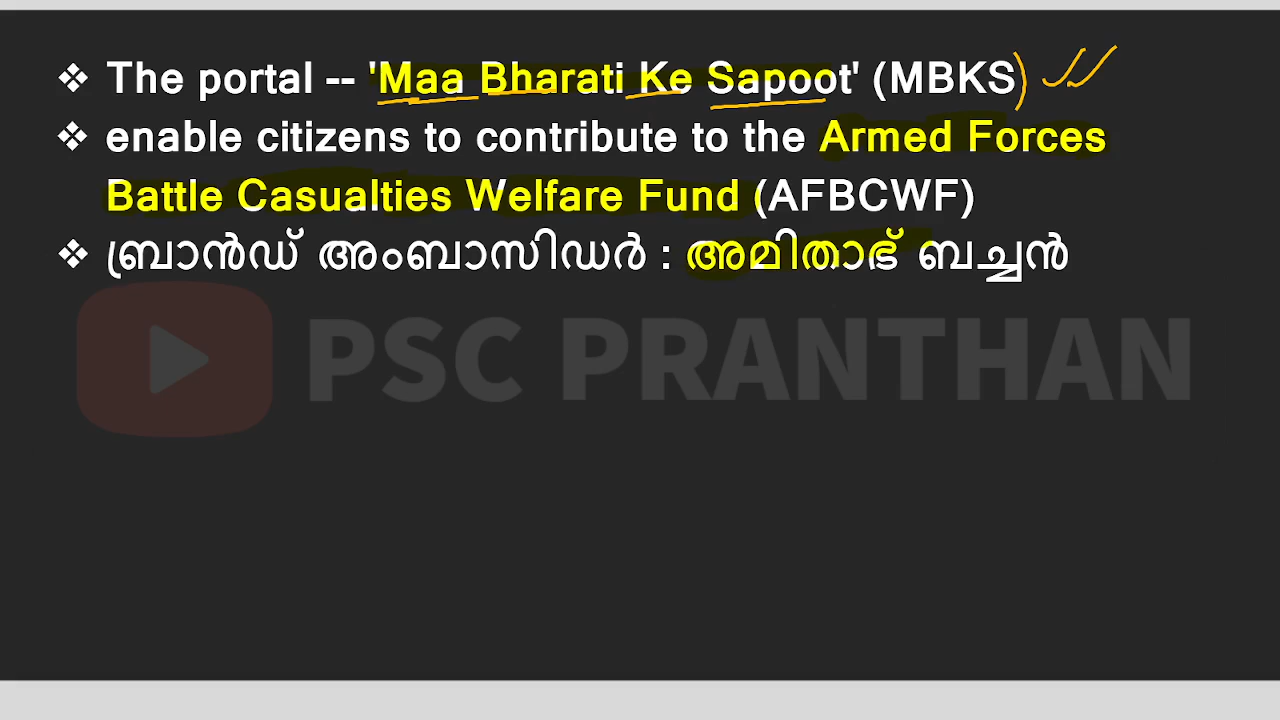 ❖ The portal -- 'Maa Bharati Ke Sapoot' (MBKS)
❖ enable citizens to contribute to the Armed Forces
Battle Casualties Welfare Fund (AFBCWF)
❖ ബ്രാൻഡ് അംബാസിഡർ : അമിതാഭ് ബച്ചൻ
PSC PRANTHAN